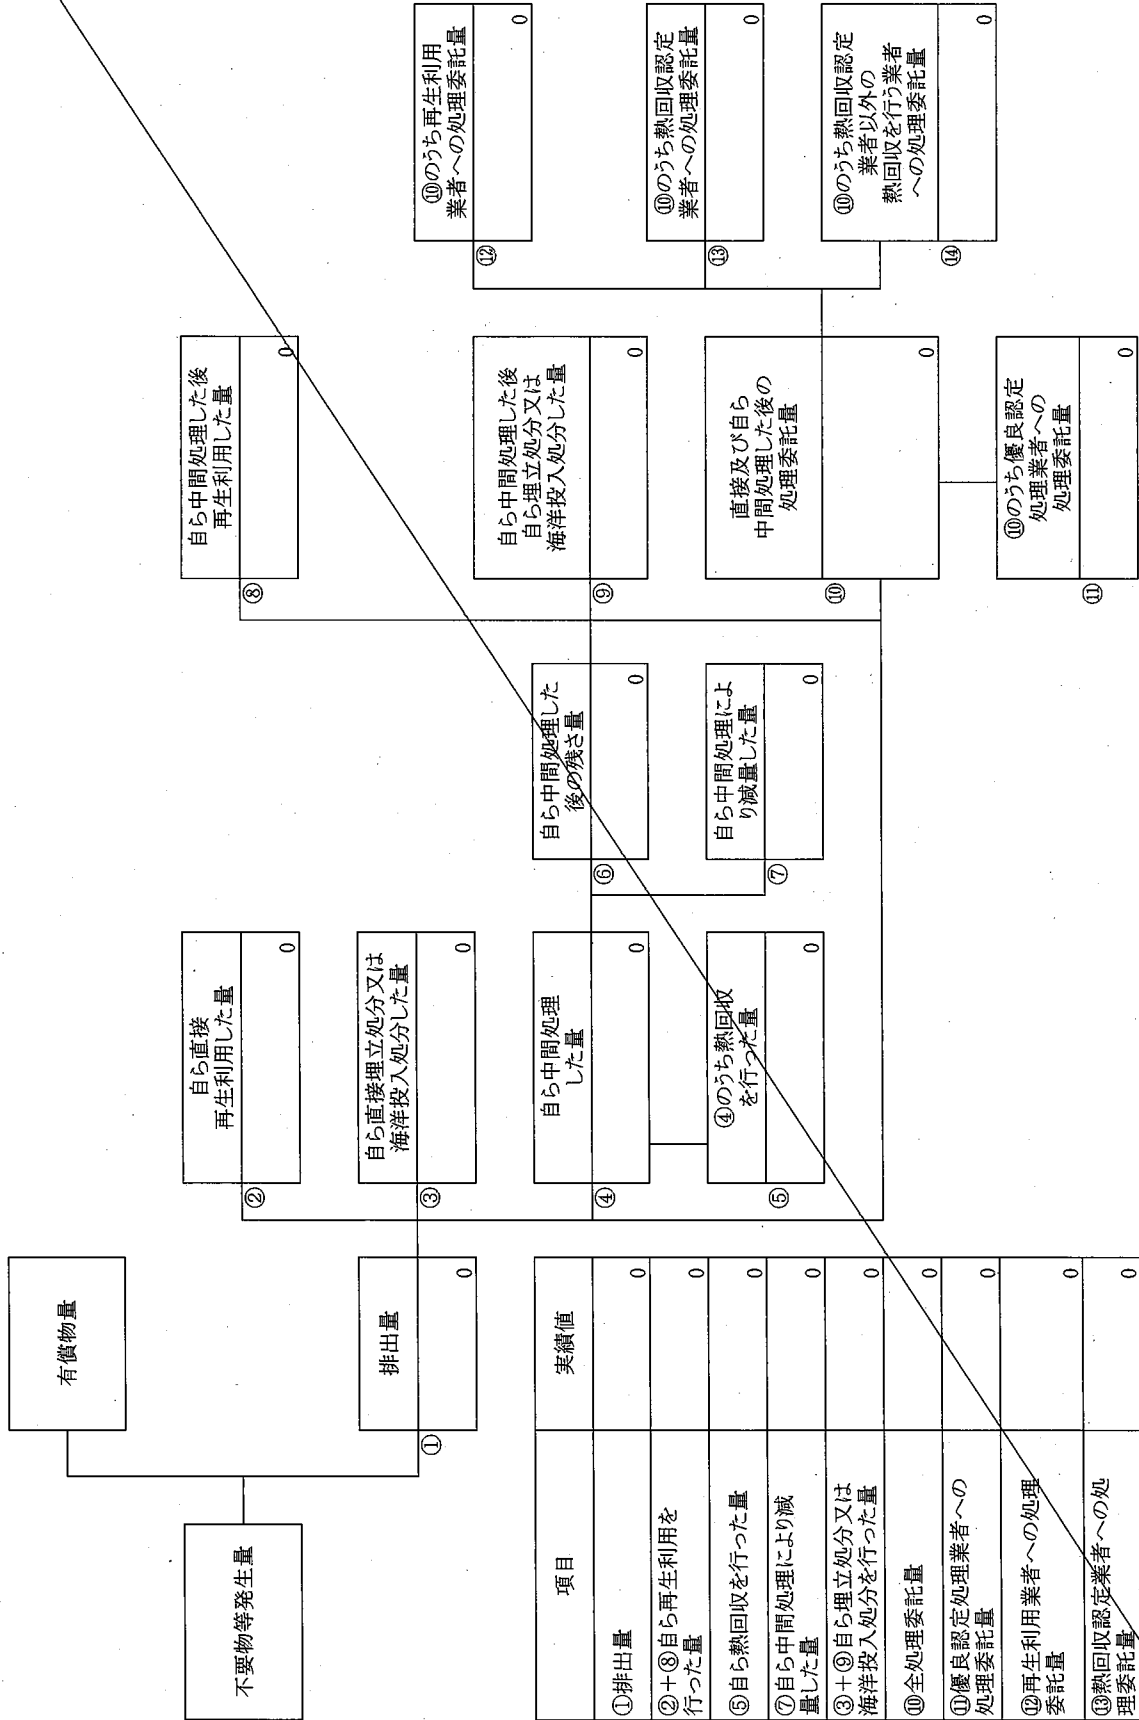 不要物等発生量
有償物量
①
排出量
0
②
自ら直接
再生利用した量
0
③
自ら直接埋立処分又は
海洋投入処分した量
0
④
自ら中間処理
した量
0
⑤
④のうち熱回収
を行った量
0
⑥
自ら中間処理した
後の残さ量
0
⑦
自ら中間処理によ
り減量した量
0
⑧
自ら中間処理した後
再生利用した量
0
⑨
自ら中間処理した後
自ら埋立処分又は
海洋投入処分した量
0
⑩
直接及び自ら
中間処理した後の
処理委託量
0
⑪
⑩のうち優良認定
処理業者への
処理委託量
0
⑫
⑩のうち再生利用
業者への処理委託量
0
⑬
⑩のうち熱回収認定
業者への処理委託量
0
⑭
⑩のうち熱回収認定
業者以外の
熱回収を行う業者
への処理委託量
0
項目 実績値
①排出量 0
②+⑧自ら再生利用を
行った量 0
⑤自ら熱回収を行った量 0
⑦自ら中間処理により減
量した量 0
③+⑨自ら埋立処分又は
海洋投入処分を行った量 0
⑩全処理委託量 0
⑪優良認定処理業者への
処理委託量 0
⑫再生利用業者への処理
委託量 0
⑬熱回収認定業者への処
理委託量 0